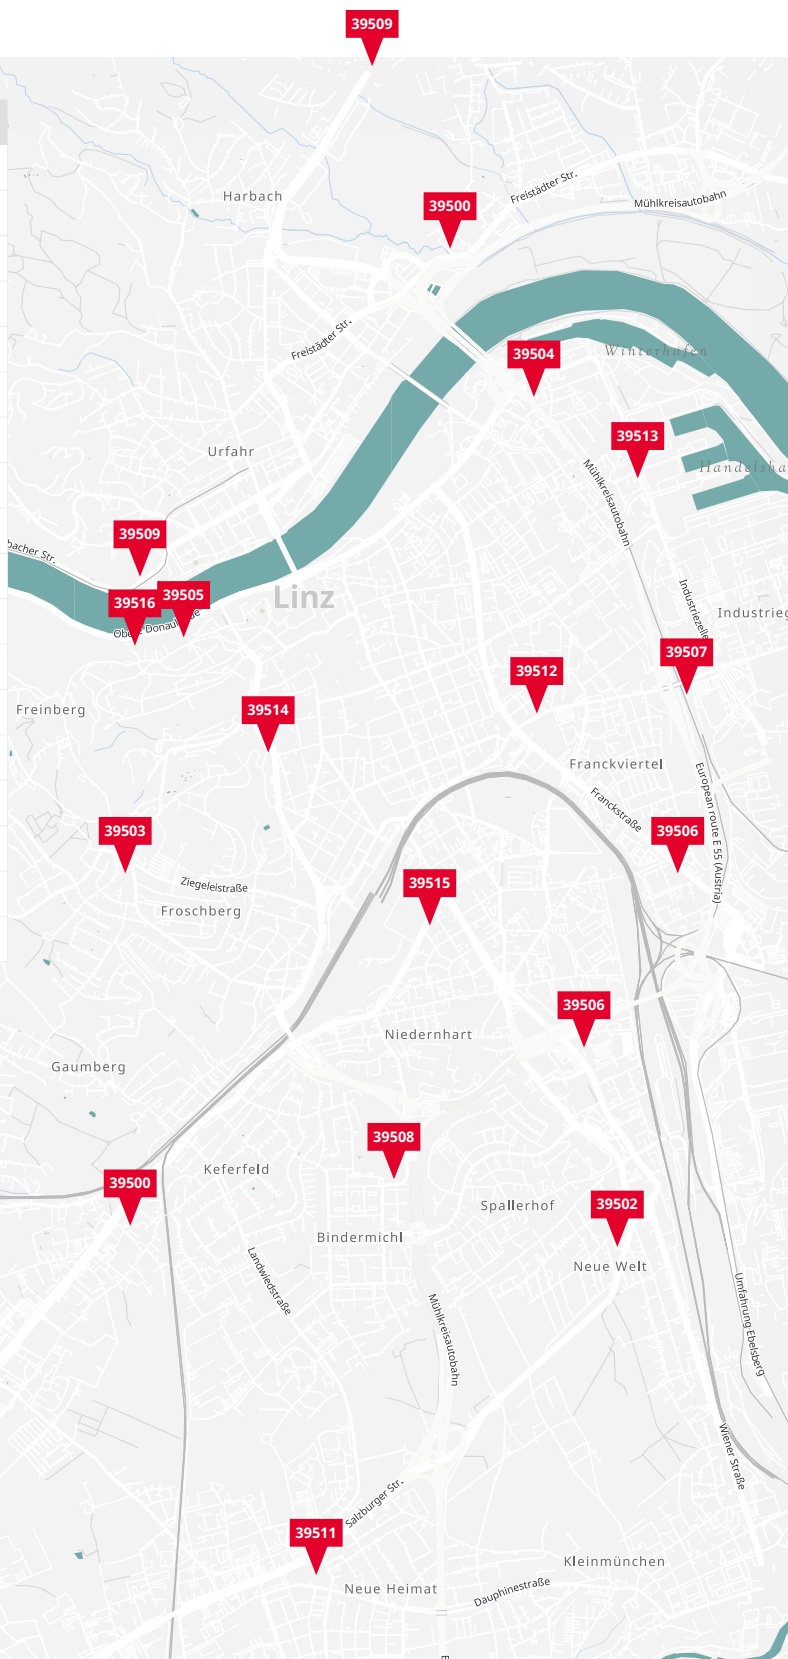 39509
Harbach
Freistädter Str.
Mühlkreisautobahn
39500
Freistädter Str.
39504
Winterhafen
39513
Urfahr
Handelsha
Mühlkreisautobahn
39509
bacher Str.
39516
39505
Linz
Industriezeile
Industrieg
39507
39512
Freinberg
39514
Franckviertel
European route E 55 (Austria)
Franckstraße
39503
39506
Ziegeleistraße
39515
Froschberg
39506
Niedernhart
Gaumberg
39508
Keferfeld
39500
Spallerhof
39502
Bindermichl
Neue Welt
Landwiedstraße
Umfahrung Ebelsberg
Mühlkreisautobahn
Wiener Straße
Salzburger Str.
39511
Kleinmünchen
Neue Heimat
Dauphinestraße